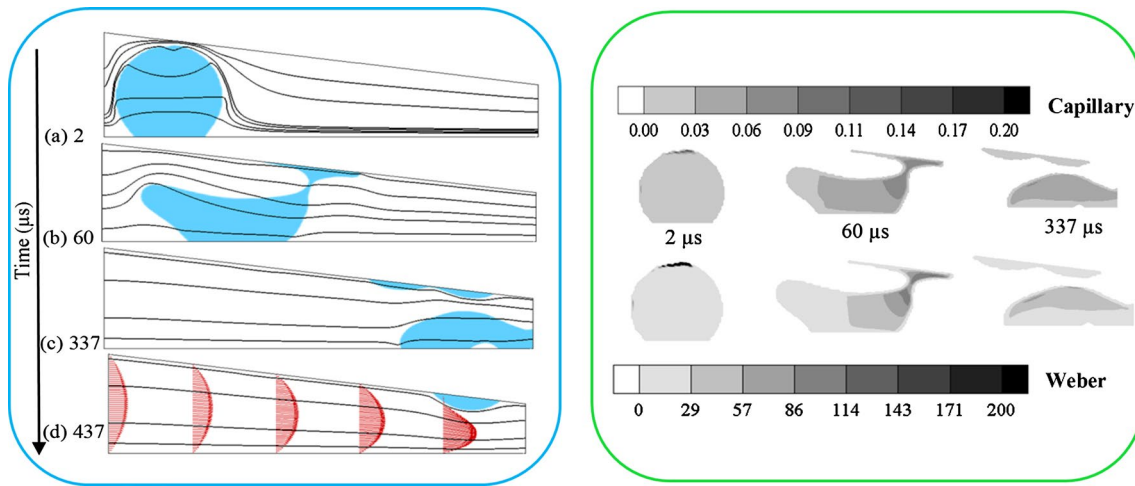 Time (μs)
(a) 2
(b) 60
(c) 337
(d) 437
Capillary
0.00 0.03 0.06 0.09 0.11 0.14 0.17 0.20
2 μs 60 μs 337 μs
Weber
0 29 57 86 114 143 171 200